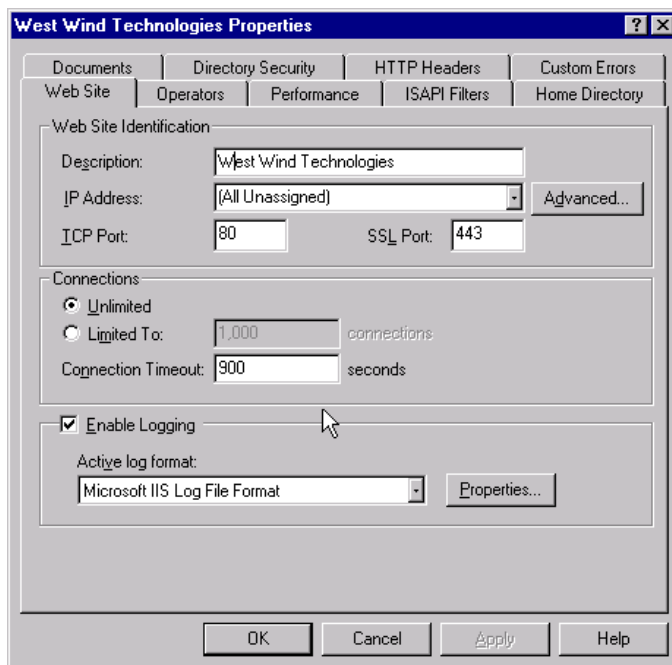 West Wind Technologies Properties
Documents Directory Security HTTP Headers Custom Errors
Web Site Operators Performance ISAPI Filters Home Directory
Web Site Identification
Description: West Wind Technologies
IP Address: (All Unassigned) Advanced...
TCP Port: 80 SSL Port: 443
Connections
Unlimited
Limited To: 1,000 connections
Connection Timeout: 900 seconds
Enable Logging
Active log format:
Microsoft IIS Log File Format Properties...
OK Cancel Apply Help